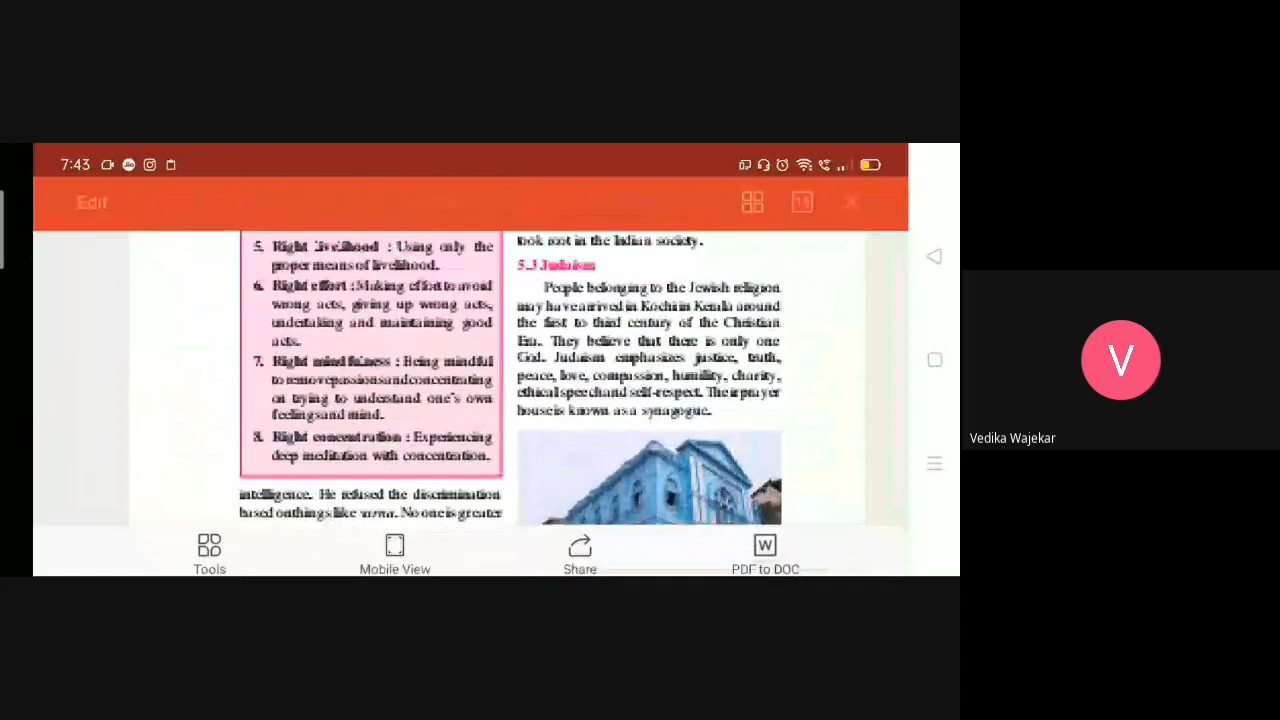 7:43
Edit
15
5. Right livelihood : Using only the
proper means of livelihood.
6. Right effort : Making effort to avoid
wrong acts, giving up wrong acts,
undertaking and maintaining good
acts.
7. Right mindfulness : Being mindful
to remove passions and concentrating
on trying to understand one's own
feelings and mind.
8. Right concentration : Experiencing
deep meditation with concentration.
intelligence. He refused the discrimination
based on things like varna. No one is greater
took root in the Indian society.
5.3 Judaism
People belonging to the Jewish religion
may have arrived in Kochi in Kerala around
the first to third century of the Christian
Era. They believe that there is only one
God. Judaism emphasizes justice, truth,
peace, love, compassion, humility, charity,
ethical speech and self-respect. Their prayer
house is known as a synagogue.
Tools
Mobile View
Share
W
PDF to DOC
V
Vedika Wajekar